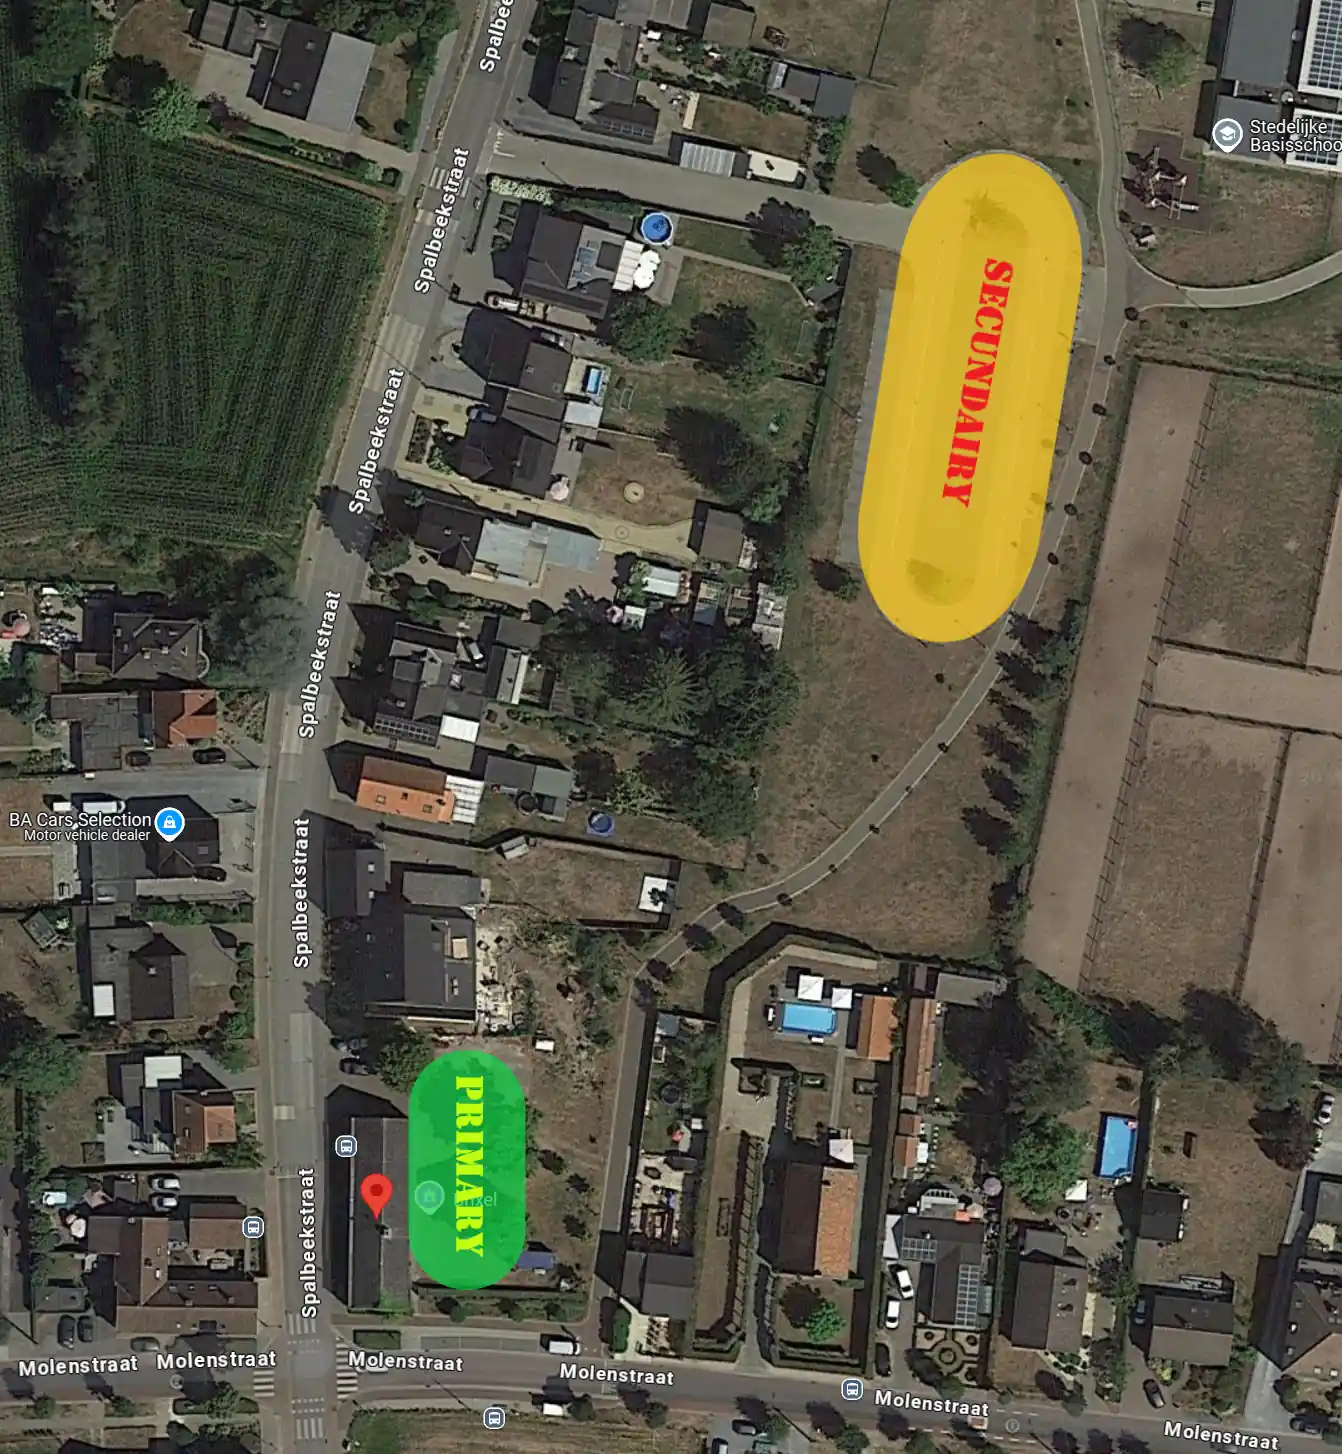 Spalbee
Stedelijke
Basisschoo
Spalbeekstraat
SECUNDAIRY
Spalbeekstraat
Spalbeekstraat
BA Cars Selection
Motor vehicle dealer
Spalbeekstraat
PRIMARY
Spalbeekstraat
Molenstraat
Molenstraat
Molenstraat
Molenstraat
Molenstraat
Molenstraat